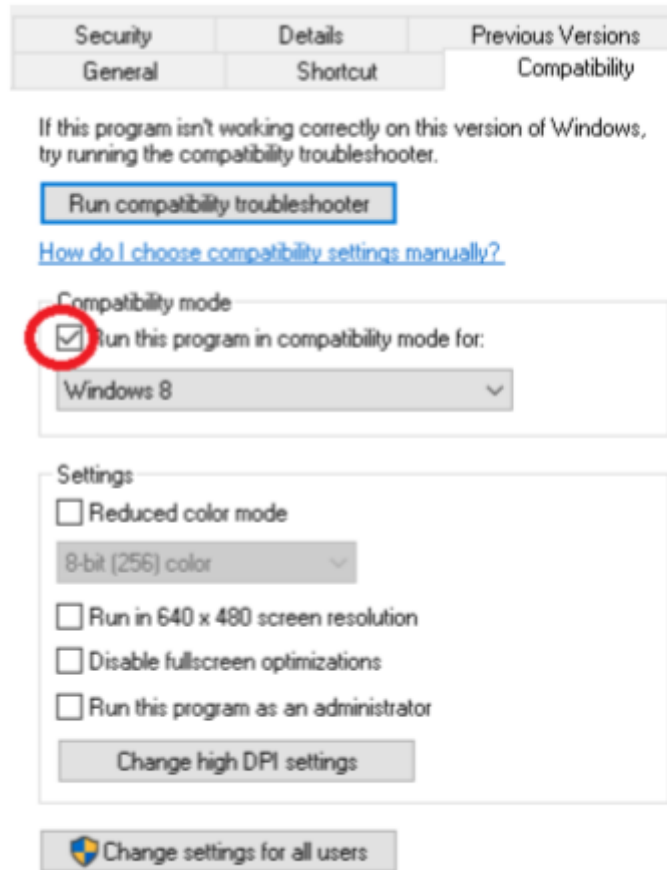 Security Details Previous Versions
General Shortcut Compatibility
If this program isn't working correctly on this version of Windows,
try running the compatibility troubleshooter.
Run compatibility troubleshooter
How do I choose compatibility settings manually?
Compatibility mode
Run this program in compatibility mode for:
Windows 8
Settings
Reduced color mode
8-bit (256) color
Run in 640 x 480 screen resolution
Disable fullscreen optimizations
Run this program as an administrator
Change high DPI settings
Change settings for all users